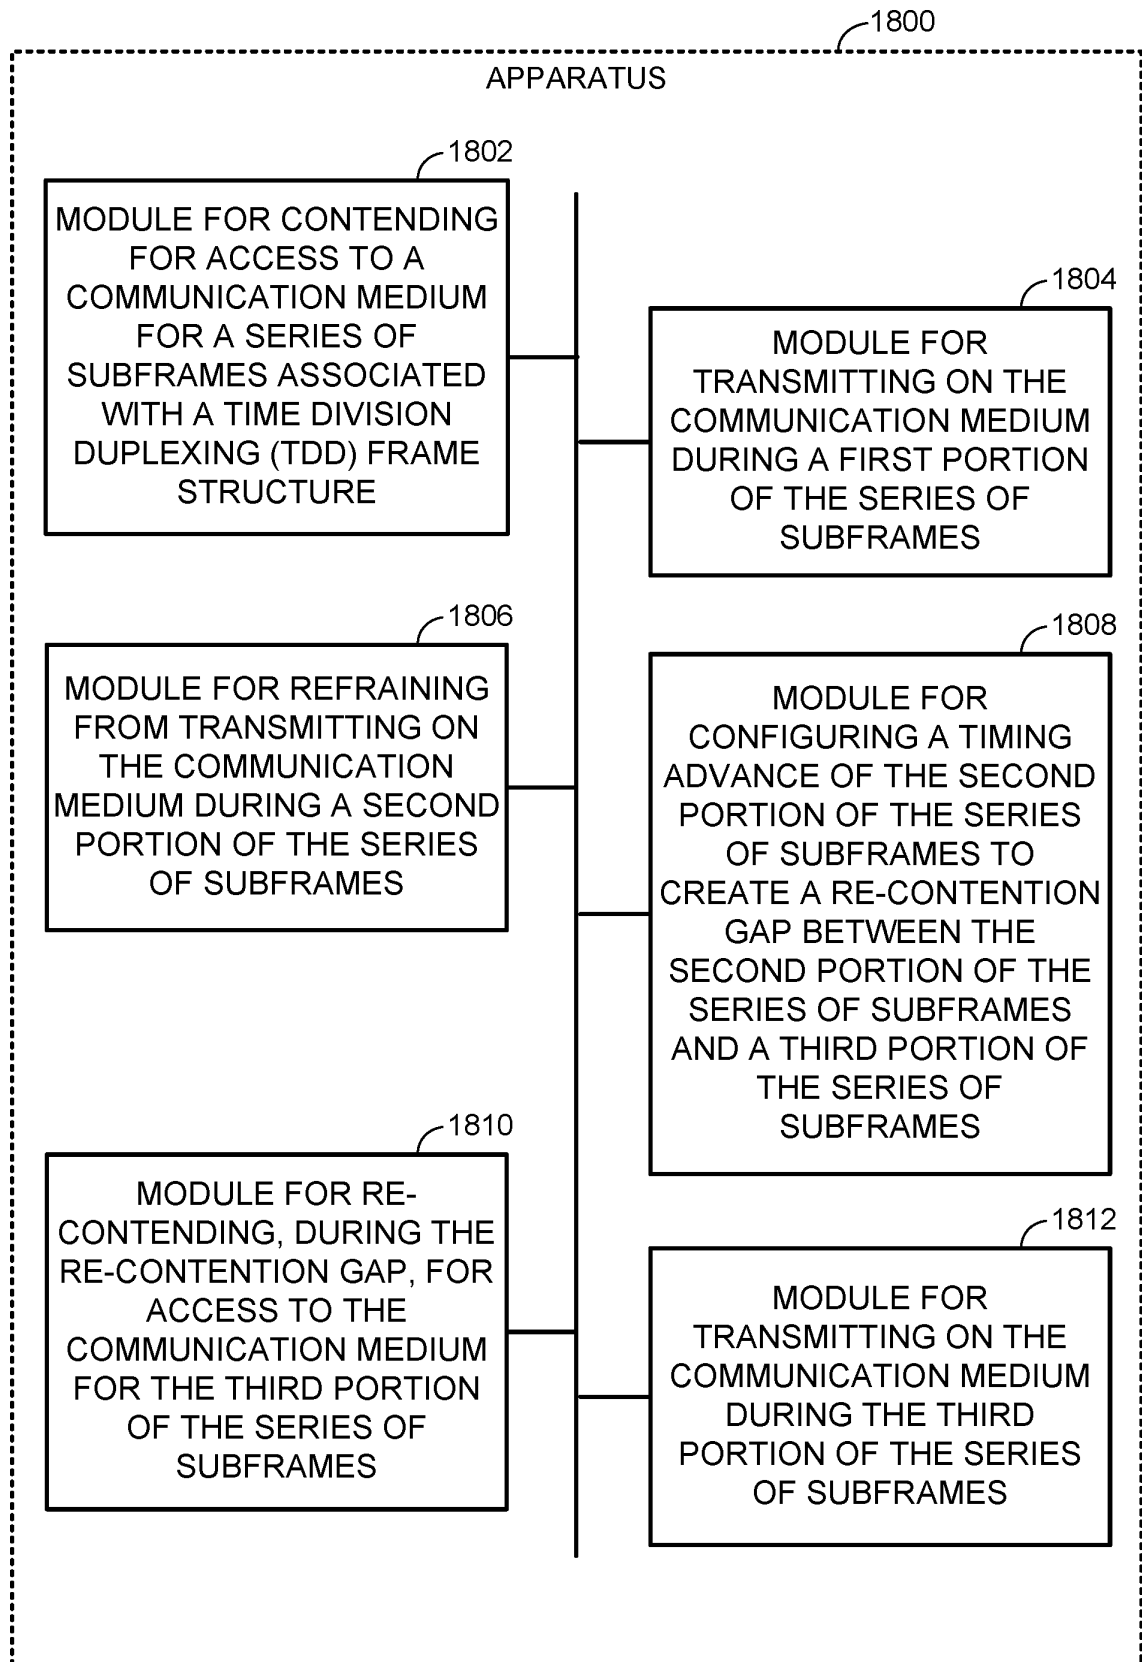 1800
APPARATUS
1802
MODULE FOR CONTENDING
FOR ACCESS TO A
COMMUNICATION MEDIUM
FOR A SERIES OF
SUBFRAMES ASSOCIATED
WITH A TIME DIVISION
DUPLEXING (TDD) FRAME
STRUCTURE
1804
MODULE FOR
TRANSMITTING ON THE
COMMUNICATION MEDIUM
DURING A FIRST PORTION
OF THE SERIES OF
SUBFRAMES
1806
MODULE FOR REFRAINING
FROM TRANSMITTING ON
THE COMMUNICATION
MEDIUM DURING A SECOND
PORTION OF THE SERIES
OF SUBFRAMES
1808
MODULE FOR
CONFIGURING A TIMING
ADVANCE OF THE SECOND
PORTION OF THE SERIES
OF SUBFRAMES TO
CREATE A RE-CONTENTION
GAP BETWEEN THE
SECOND PORTION OF THE
SERIES OF SUBFRAMES
AND A THIRD PORTION OF
THE SERIES OF
SUBFRAMES
1810
MODULE FOR RE-
CONTENDING, DURING THE
RE-CONTENTION GAP, FOR
ACCESS TO THE
COMMUNICATION MEDIUM
FOR THE THIRD PORTION
OF THE SERIES OF
SUBFRAMES
1812
MODULE FOR
TRANSMITTING ON THE
COMMUNICATION MEDIUM
DURING THE THIRD
PORTION OF THE SERIES
OF SUBFRAMES